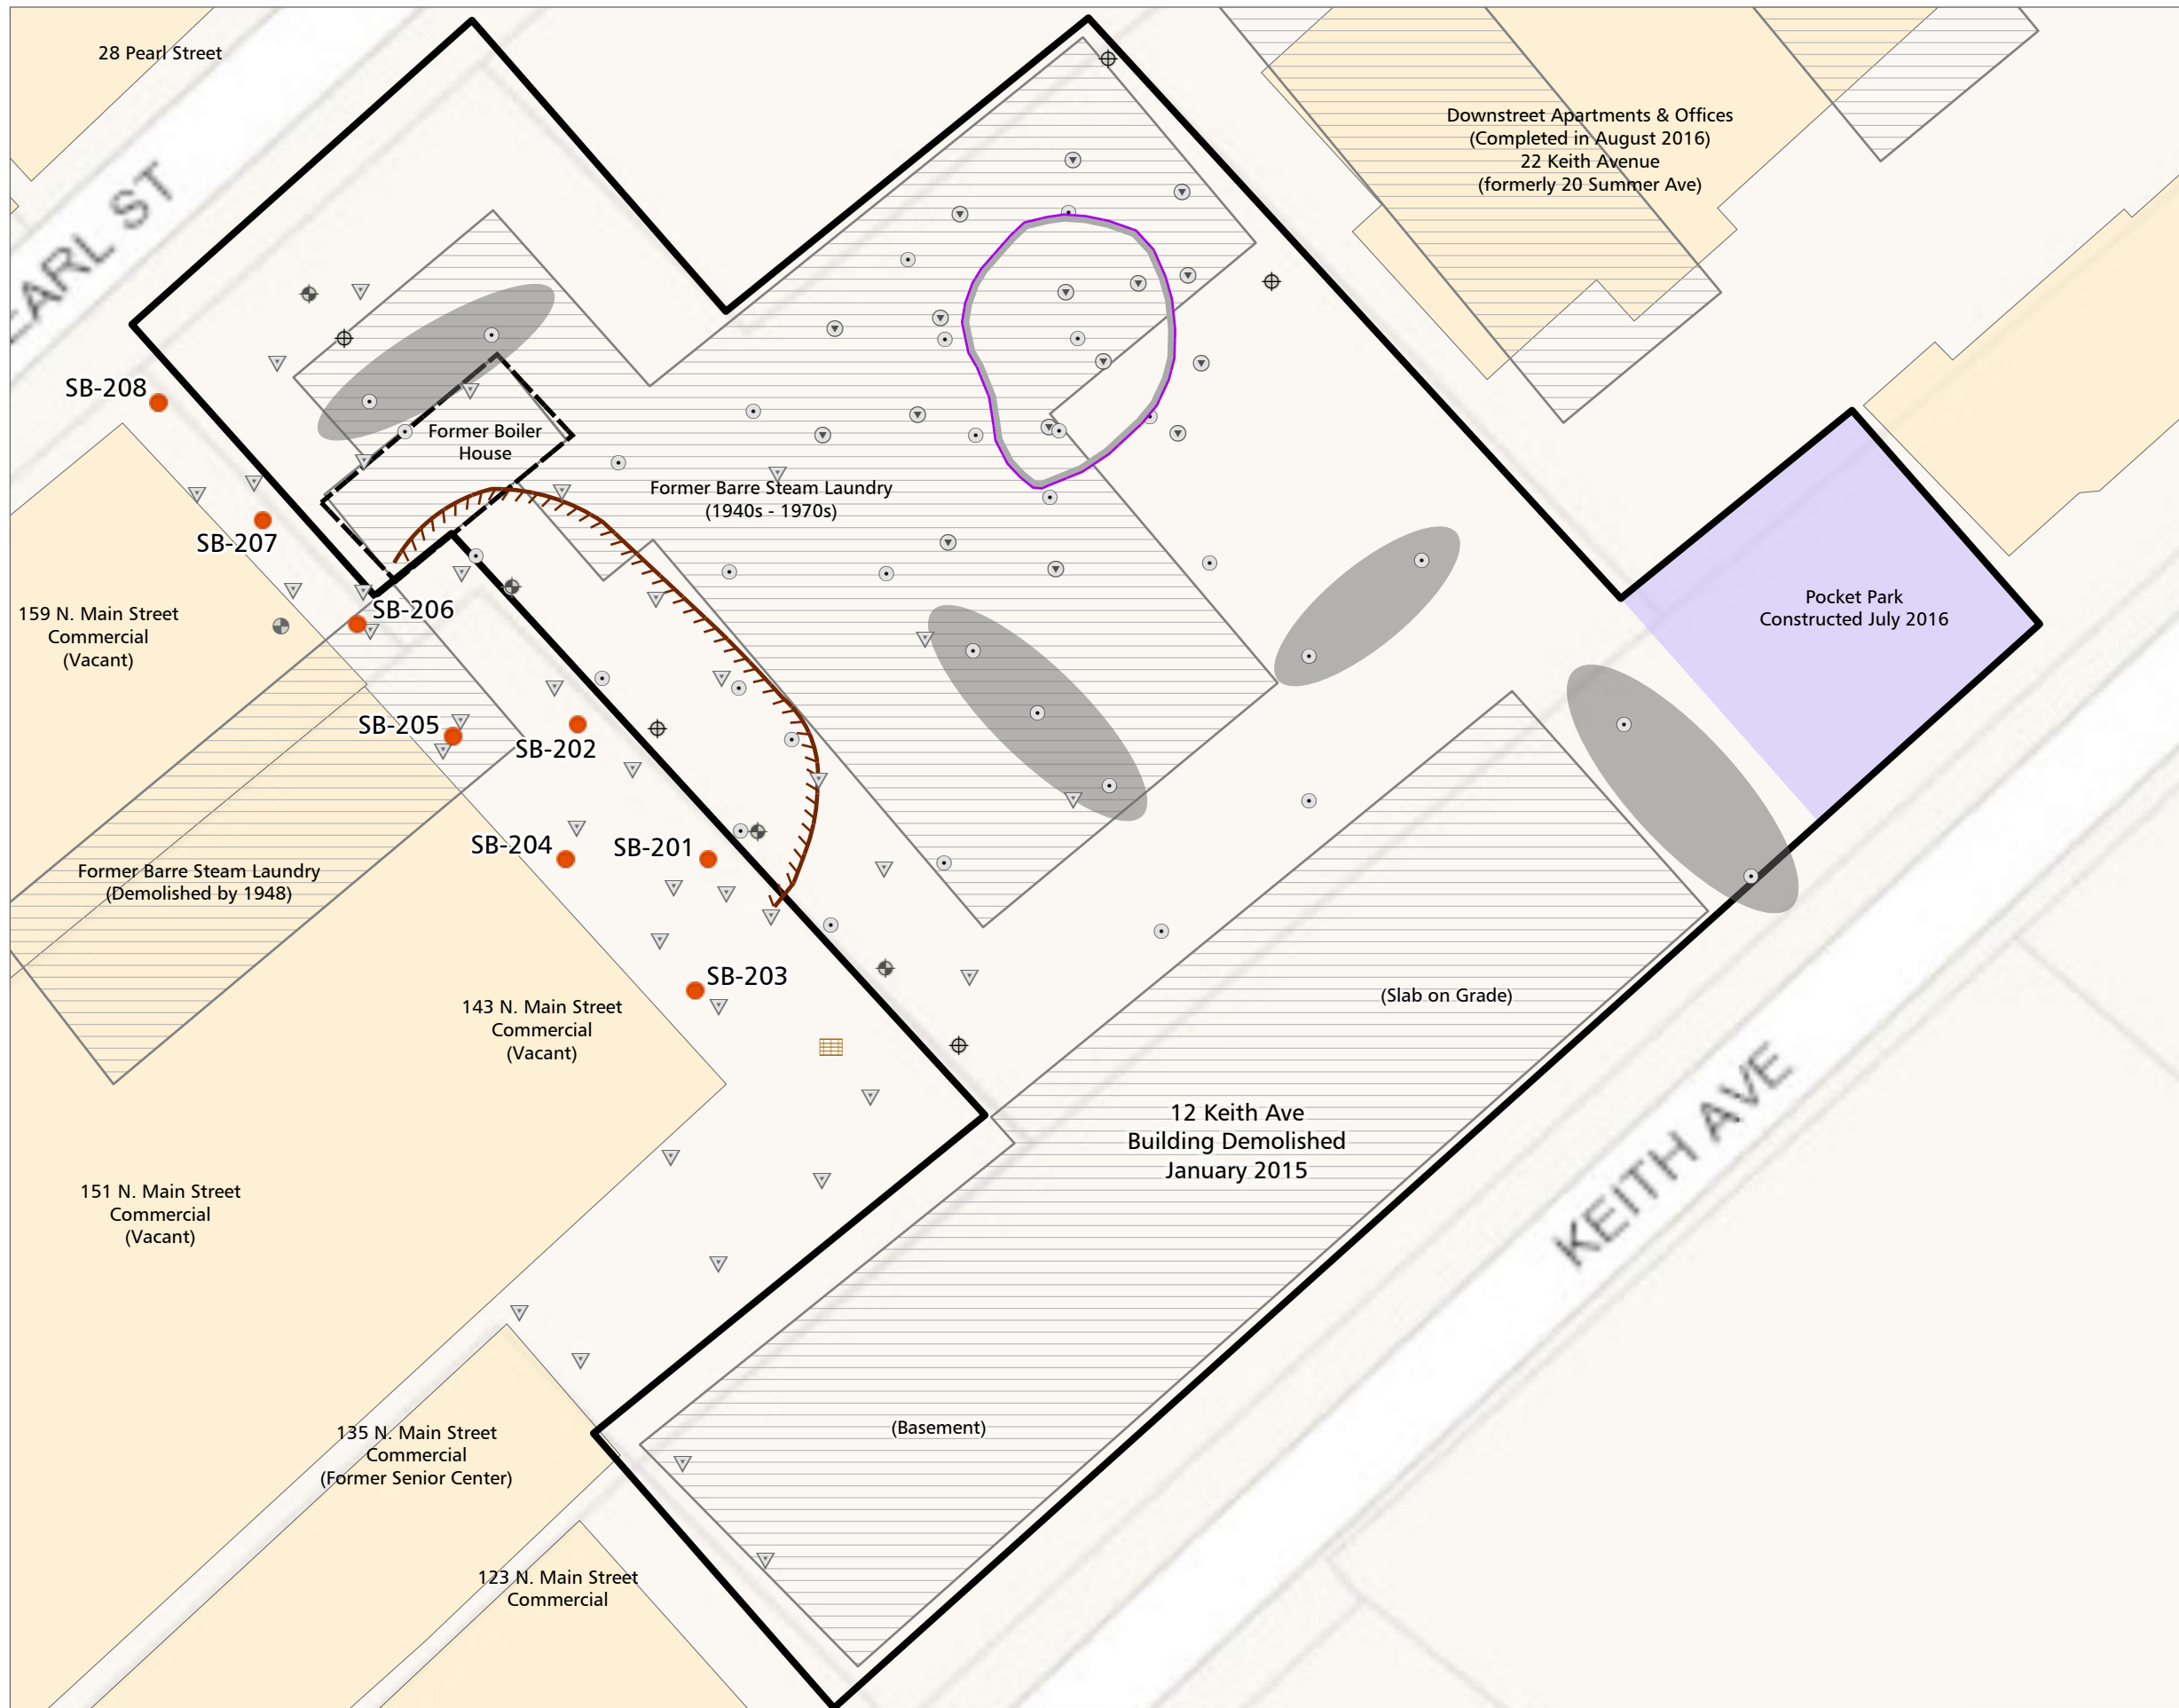 28 Pearl Street
EARL ST
Downstreet Apartments & Offices
(Completed in August 2016)
22 Keith Avenue
(formerly 20 Summer Ave)
SB-208
Former Boiler
House
Former Barre Steam Laundry
(1940s - 1970s)
SB-207
SB-206
159 N. Main Street
Commercial
(Vacant)
Pocket Park
Constructed July 2016
SB-205
SB-202
SB-204
SB-201
Former Barre Steam Laundry
(Demolished by 1948)
SB-203
143 N. Main Street
Commercial
(Vacant)
(Slab on Grade)
12 Keith Ave
Building Demolished
January 2015
KEITH AVE
151 N. Main Street
Commercial
(Vacant)
(Basement)
135 N. Main Street
Commercial
(Former Senior Center)
123 N. Main Street
Commercial